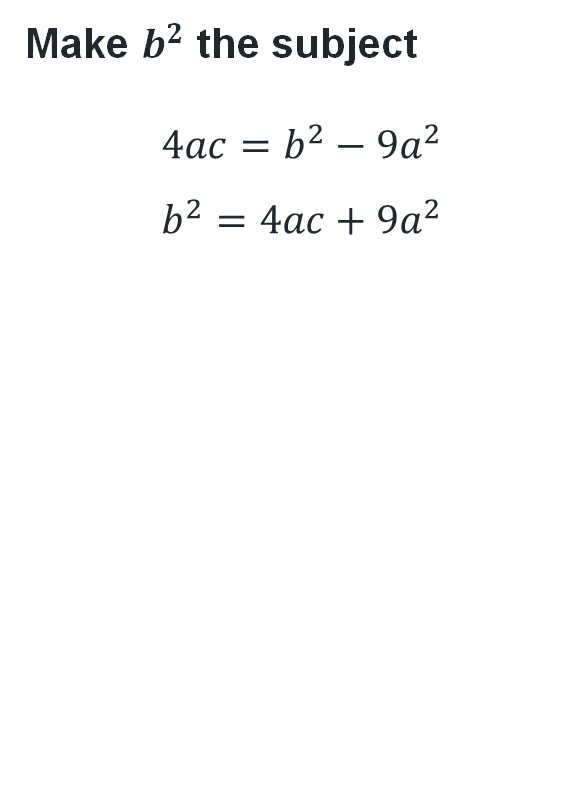 Make b² the subject
4ac = b² − 9a²
b² = 4ac + 9a²